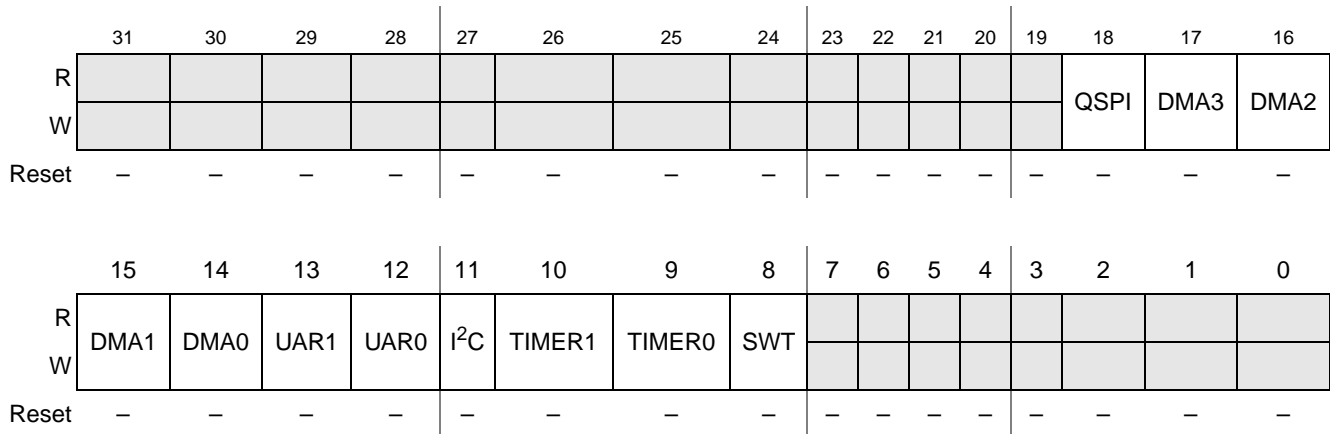 31 30 29 28 27 26 25 24 23 22 21 20 19 18 17 16
R
QSPI DMA3 DMA2
W
Reset – – – – – – – – – – – – – – – –
15 14 13 12 11 10 9 8 7 6 5 4 3 2 1 0
R
DMA1 DMA0 UAR1 UAR0 I²C TIMER1 TIMER0 SWT
W
Reset – – – – – – – – – – – – – – – –